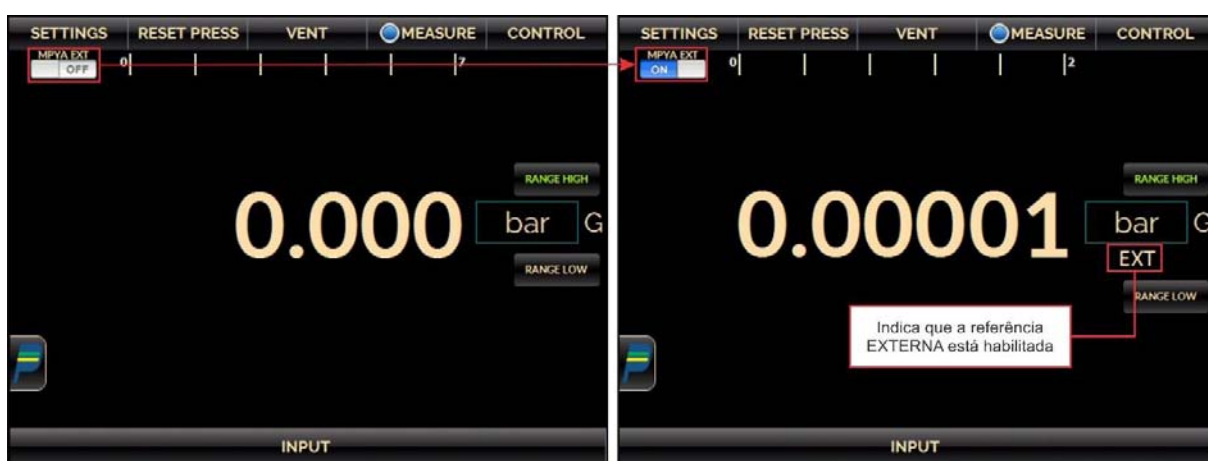 SETTINGS RESET PRESS VENT MEASURE CONTROL
MPYA EXT
OFF
0 7
RANGE HIGH
0.000 bar G
RANGE LOW
INPUT
SETTINGS RESET PRESS VENT MEASURE CONTROL
MPYA EXT
ON
0 2
RANGE HIGH
0.00001 bar G
EXT
RANGE LOW
Indica que a referência
EXTERNA está habilitada
INPUT